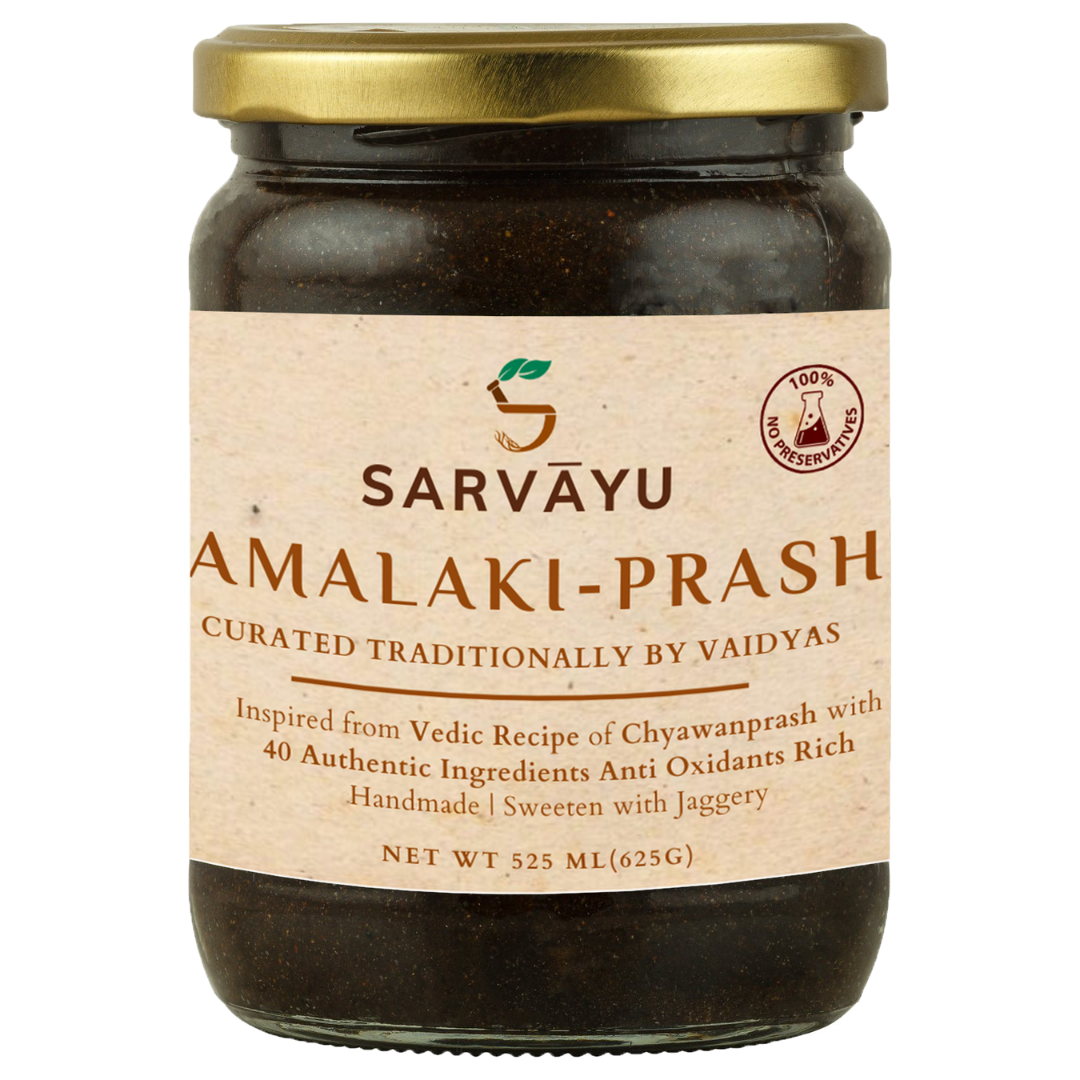 SARVĀYU
100%
NO PRESERVATIVES
AMALAKI-PRASH
CURATED TRADITIONALLY BY VAIDYAS
Inspired from Vedic Recipe of Chyawanprash with
40 Authentic Ingredients Anti Oxidants Rich
Handmade | Sweeten with Jaggery
NET WT 525 ML(625G)